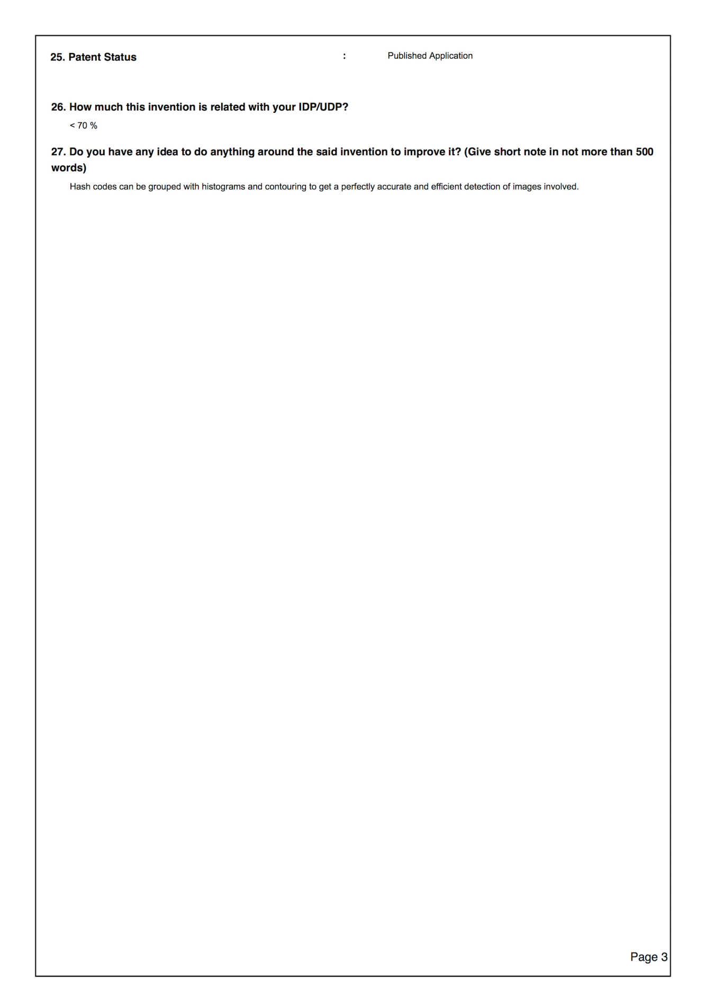 25. Patent Status : Published Application
26. How much this invention is related with your IDP/UDP?
< 70 %
27. Do you have any idea to do anything around the said invention to improve it? (Give short note in not more than 500
words)
Hash codes can be grouped with histograms and contouring to get a perfectly accurate and efficient detection of images involved.
Page 3